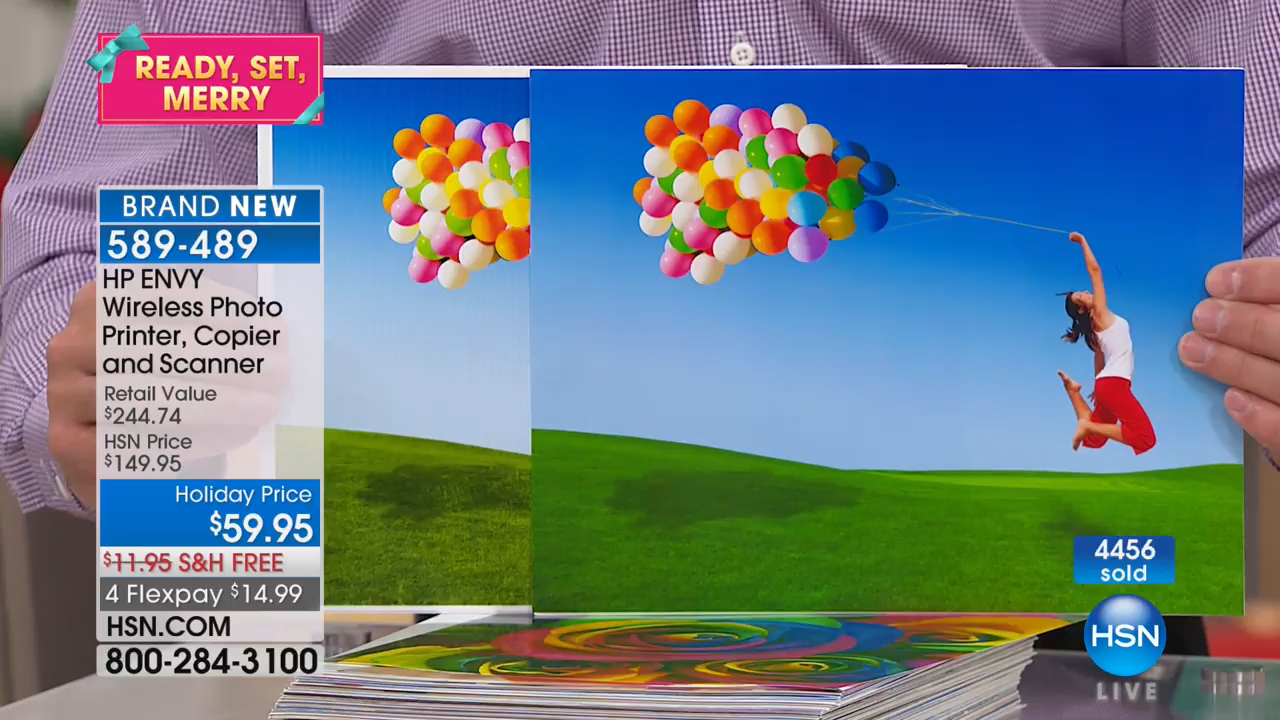 READY, SET,
MERRY
BRAND NEW
589-489
HP ENVY
Wireless Photo
Printer, Copier
and Scanner
Retail Value
$244.74
HSN Price
$149.95
Holiday Price
$59.95
$11.95 S&H FREE
4 Flexpay $14.99
HSN.COM
800-284-3100
4456
sold
HSN
LIVE